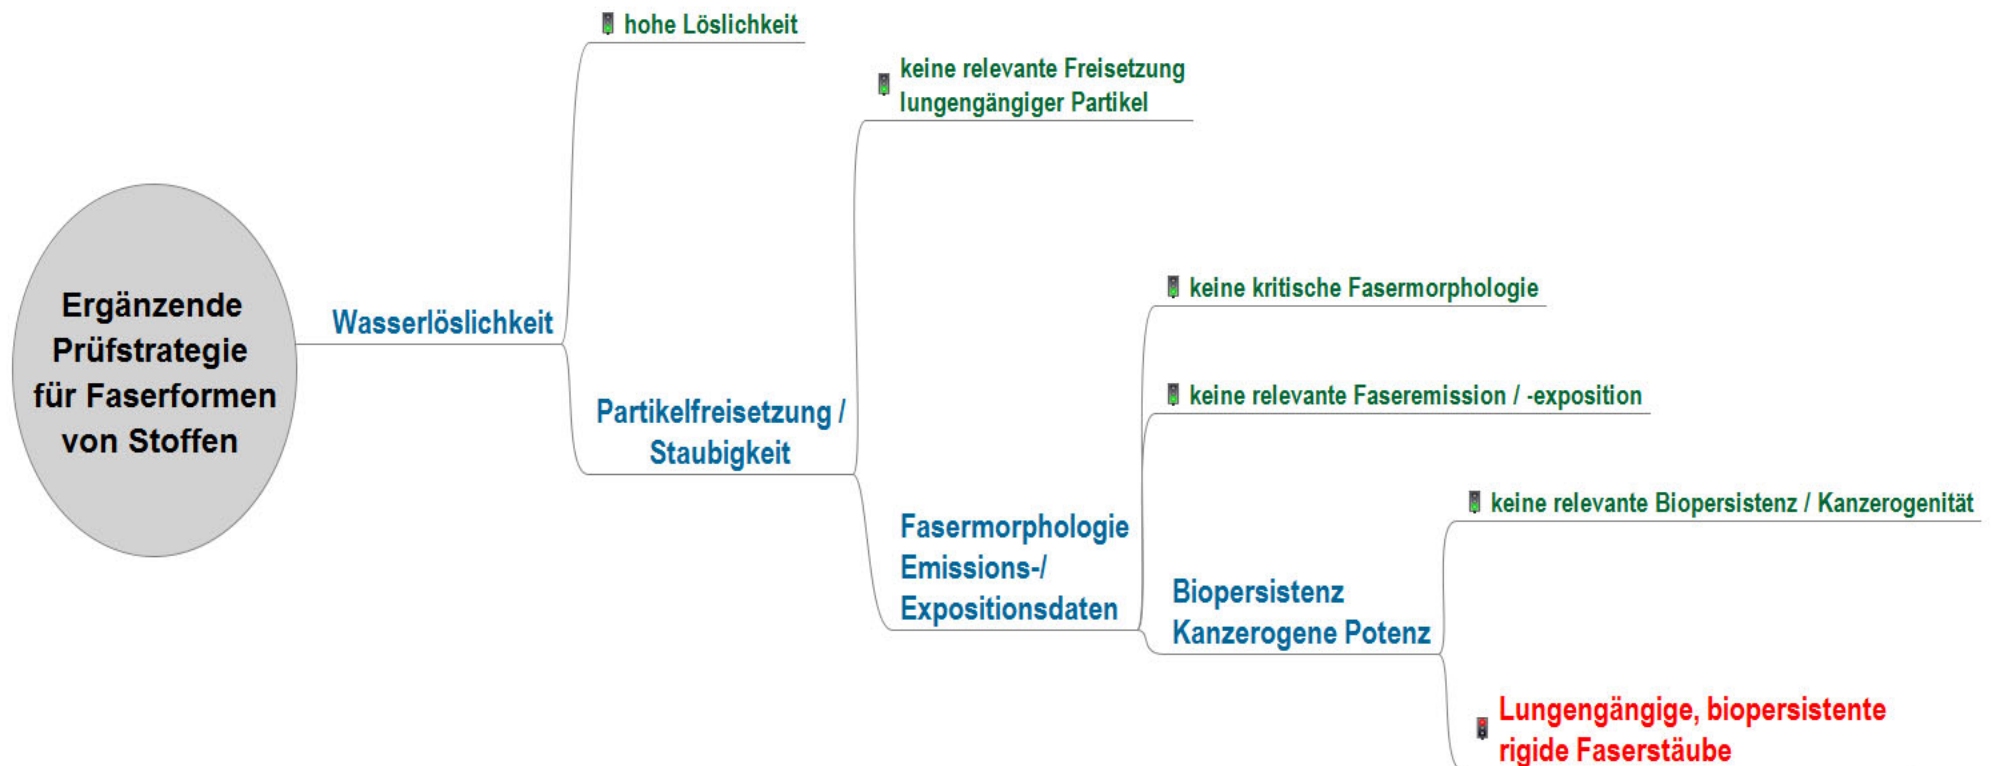 Ergänzende
Prüfstrategie
für Faserformen
von Stoffen
Wasserlöslichkeit
hohe Löslichkeit
Partikelfreisetzung /
Staubigkeit
keine relevante Freisetzung
lungengängiger Partikel
Fasermorphologie
Emissions-/
Expositionsdaten
keine kritische Fasermorphologie
keine relevante Faseremission / -exposition
Biopersistenz
Kanzerogene Potenz
keine relevante Biopersistenz / Kanzerogenität
Lungengängige, biopersistente
rigide Faserstäube